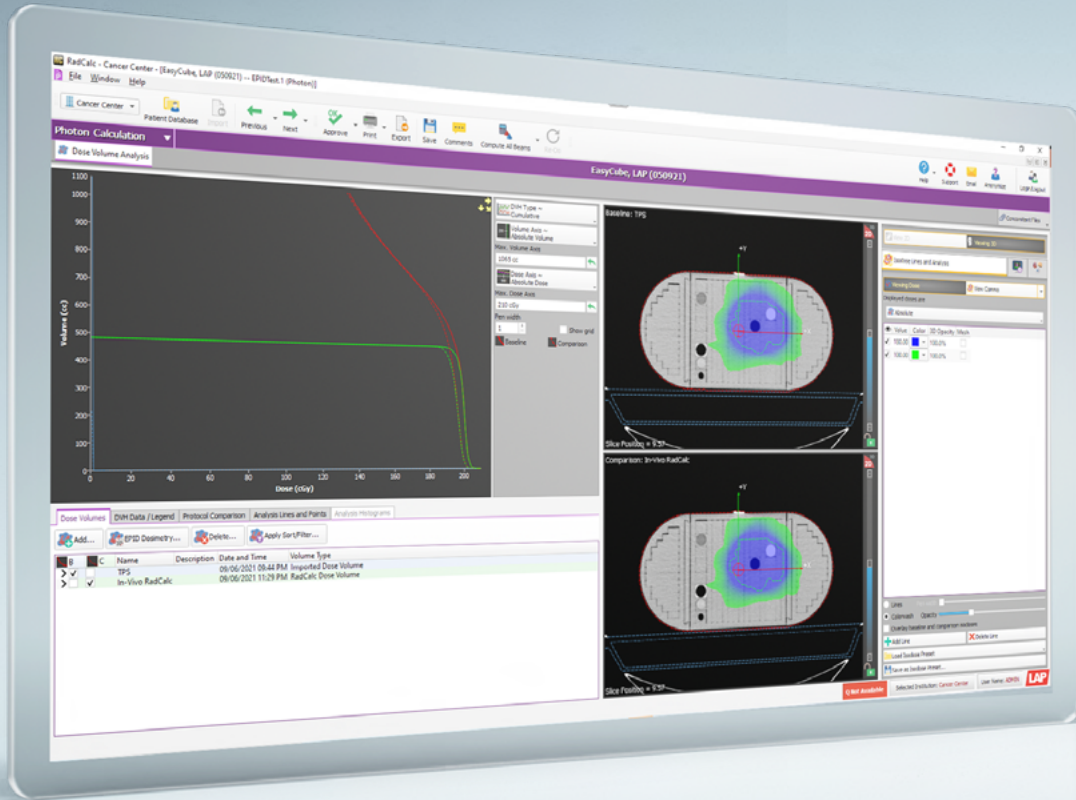 RadCalc - Cancer Center - [EasyCube, LAP (050921) -- EPIDTest.1 (Photon)]
File Window Help
Cancer Center
Patient Database
Import
Previous
Next
Approve
Print
Export
Save
Comments
Compute All Beams
Help
Support
Email
Anonymize
Login/Logout
Photon Calculation
EasyCube, LAP (050921)
Dose Volume Analysis
Volume (cc)
1100
1000
900
800
700
600
500
400
300
200
100
0
0 20 40 60 80 100 120 140 160 180 200
Dose (cGy)
DVH Type ~
Cumulative
Volume Axis ~
Absolute Volume
Max. Volume Axis
1095 cc
Dose Axis ~
Absolute Dose
Max. Dose Axis
210 cGy
Pen width
1
Show grid
Baseline
Comparison
Baseline: TPS
+Y
Slice Position = 9.57
Comparison: In-Vivo RadCalc
+Y
Slice Position = 9.57
Viewing 3D
Isodose Lines and Analysis
Viewing Dose
View Gamma
Displayed doses are
Absolute
Value Color 3D Opacity Mesh
100.00 100.0%
100.00 100.0%
Lines
Colorwash Opacity
Overlay baseline and comparison isodoses
Add Line
Delete Line
Load Isodose Preset
Save as Isodose Preset...
Dose Volumes
DVH Data / Legend
Protocol Comparison
Analysis Lines and Points
Analysis Histograms
Add...
EPID Dosimetry...
Delete...
Apply Sort/Filter...
B C Name Description Date and Time Volume Type
TPS 09/06/2021 09:44 PM Imported Dose Volume
In-Vivo RadCalc 09/06/2021 11:29 PM RadCalc Dose Volume
Q Not Available
Selected Institution: Cancer Center
User Name: ADMIN
LAP